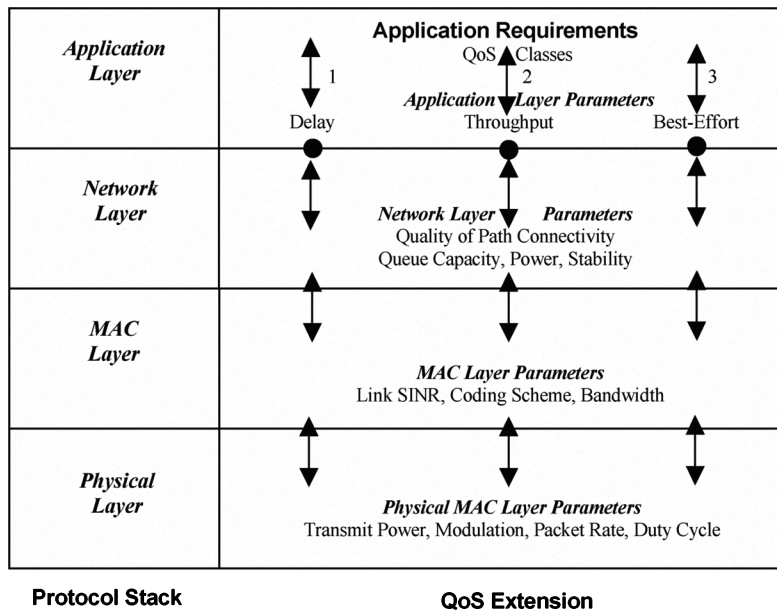 Application Requirements
Application
Layer
QoS Classes
1
2
3
Application Layer Parameters
Delay
Throughput
Best-Effort
Network
Layer
Network Layer Parameters
Quality of Path Connectivity
Queue Capacity, Power, Stability
MAC
Layer
MAC Layer Parameters
Link SINR, Coding Scheme, Bandwidth
Physical
Layer
Physical MAC Layer Parameters
Transmit Power, Modulation, Packet Rate, Duty Cycle
Protocol Stack
QoS Extension